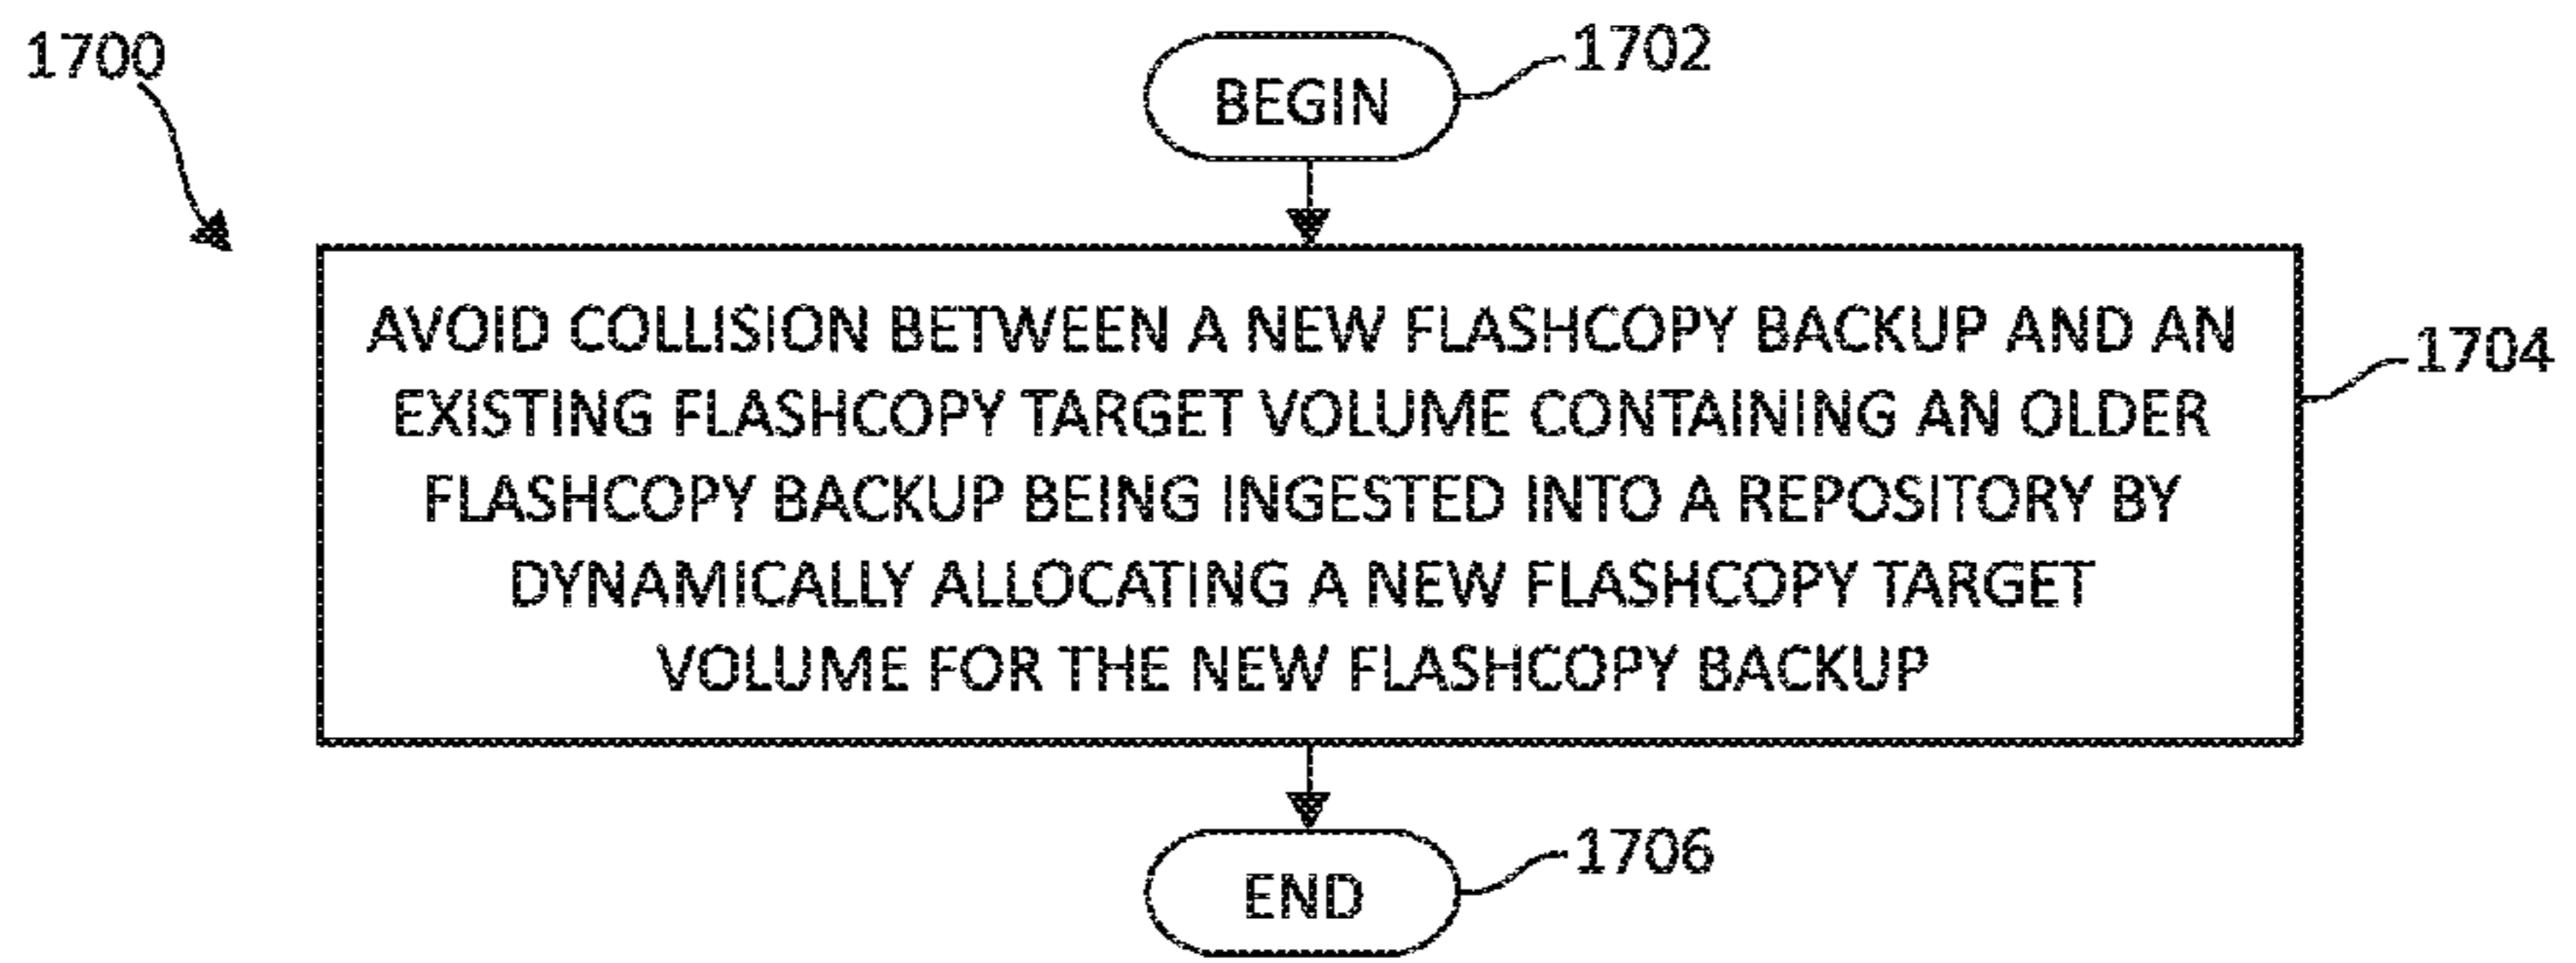 1700
BEGIN
1702
AVOID COLLISION BETWEEN A NEW FLASHCOPY BACKUP AND AN
EXISTING FLASHCOPY TARGET VOLUME CONTAINING AN OLDER
FLASHCOPY BACKUP BEING INGESTED INTO A REPOSITORY BY
DYNAMICALLY ALLOCATING A NEW FLASHCOPY TARGET
VOLUME FOR THE NEW FLASHCOPY BACKUP
1704
END
1706